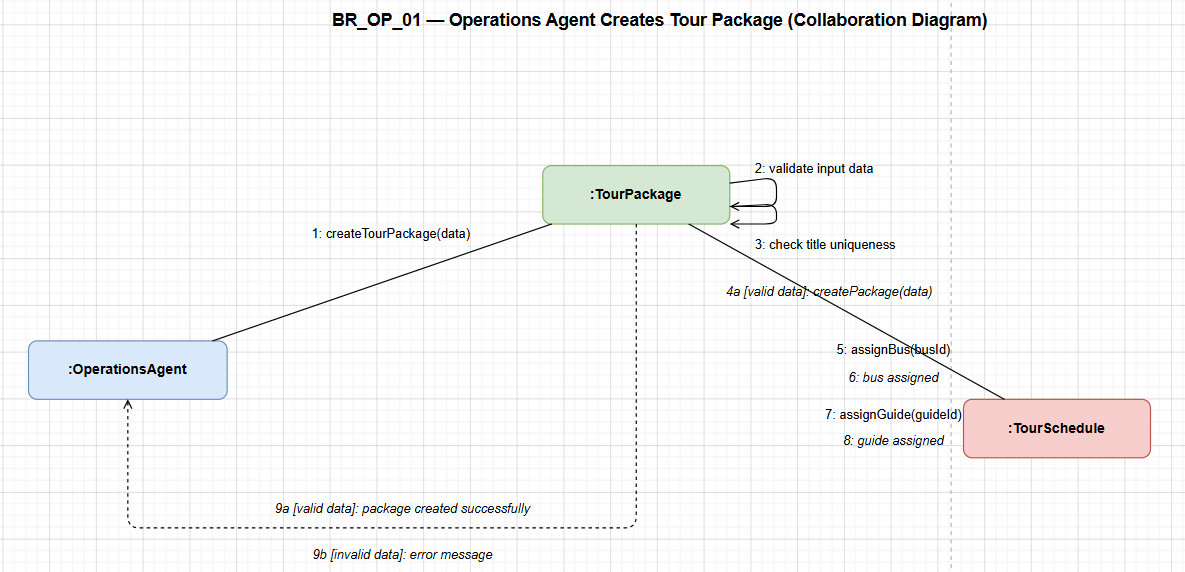 BR_OP_01 — Operations Agent Creates Tour Package (Collaboration Diagram)
2: validate input data
:TourPackage
1: createTourPackage(data)
3: check title uniqueness
4a [valid data]: createPackage(data)
5: assignBus(busId)
:OperationsAgent
6: bus assigned
7: assignGuide(guideId)
:TourSchedule
8: guide assigned
9a [valid data]: package created successfully
9b [invalid data]: error message